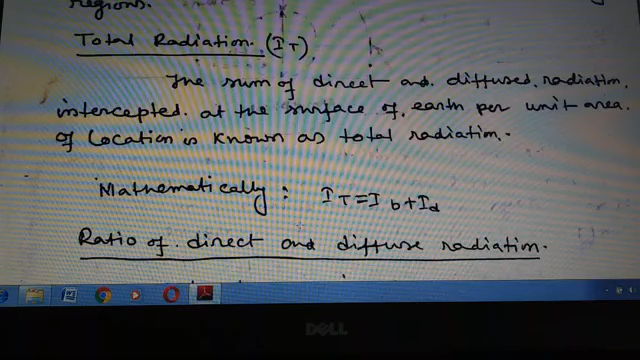 regions.
Total Radiation. (IT)
The sum of direct and diffused radiation
intercepted at the surface of earth per unit area
of location is known as total radiation.
Mathematically : IT = Ib + Id
Ratio of direct and diffuse radiation.
DELL